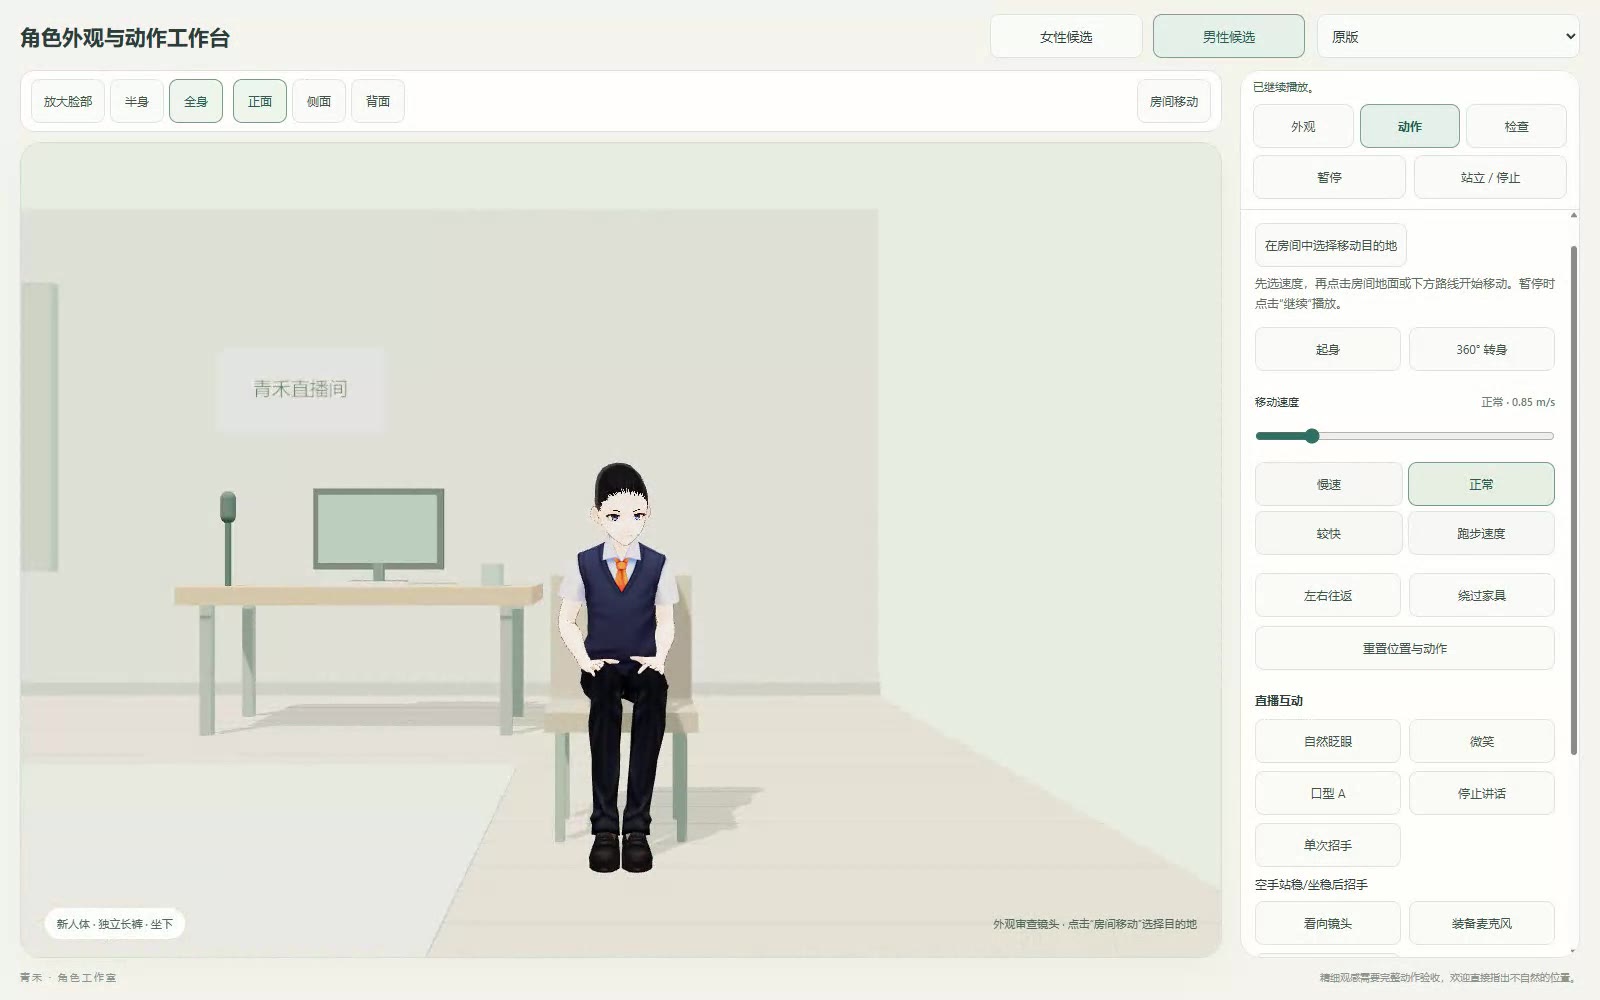 角色外观与动作工作台
女性候选
男性候选
原版
放大脸部
半身
全身
正面
侧面
背面
房间移动
已继续播放。
外观
动作
检查
暂停
站立 / 停止
在房间中选择移动目的地
先选速度，再点击房间地面或下方路线开始移动。暂停时
点击“继续”播放。
起身
360° 转身
移动速度
正常 · 0.85 m/s
慢速
正常
较快
跑步速度
左右往返
绕过家具
重置位置与动作
直播互动
自然眨眼
微笑
口型 A
停止讲话
单次招手
空手站稳/坐稳后招手
看向镜头
装备麦克风
青禾直播间
新人体 · 独立长裤 · 坐下
外观审查镜头 · 点击“房间移动”选择目的地
青禾 · 角色工作室
精细观感需要完整动作验收，欢迎直接指出不自然的位置。